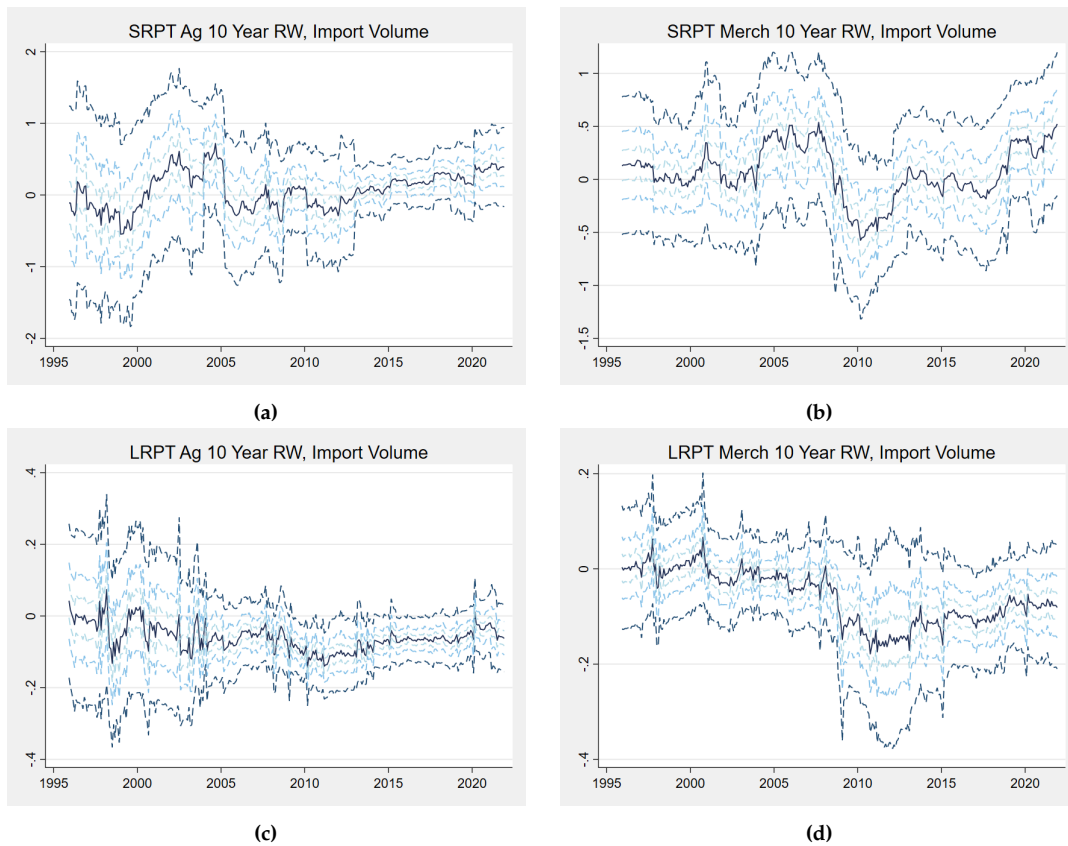 SRPT Ag 10 Year RW, Import Volume
2
1
0
-1
-2
1995 2000 2005 2010 2015 2020
(a)
SRPT Merch 10 Year RW, Import Volume
1
.5
0
-.5
-1
-1.5
1995 2000 2005 2010 2015 2020
(b)
LRPT Ag 10 Year RW, Import Volume
.4
.2
0
-.2
-.4
1995 2000 2005 2010 2015 2020
(c)
LRPT Merch 10 Year RW, Import Volume
.2
0
-.2
-.4
1995 2000 2005 2010 2015 2020
(d)